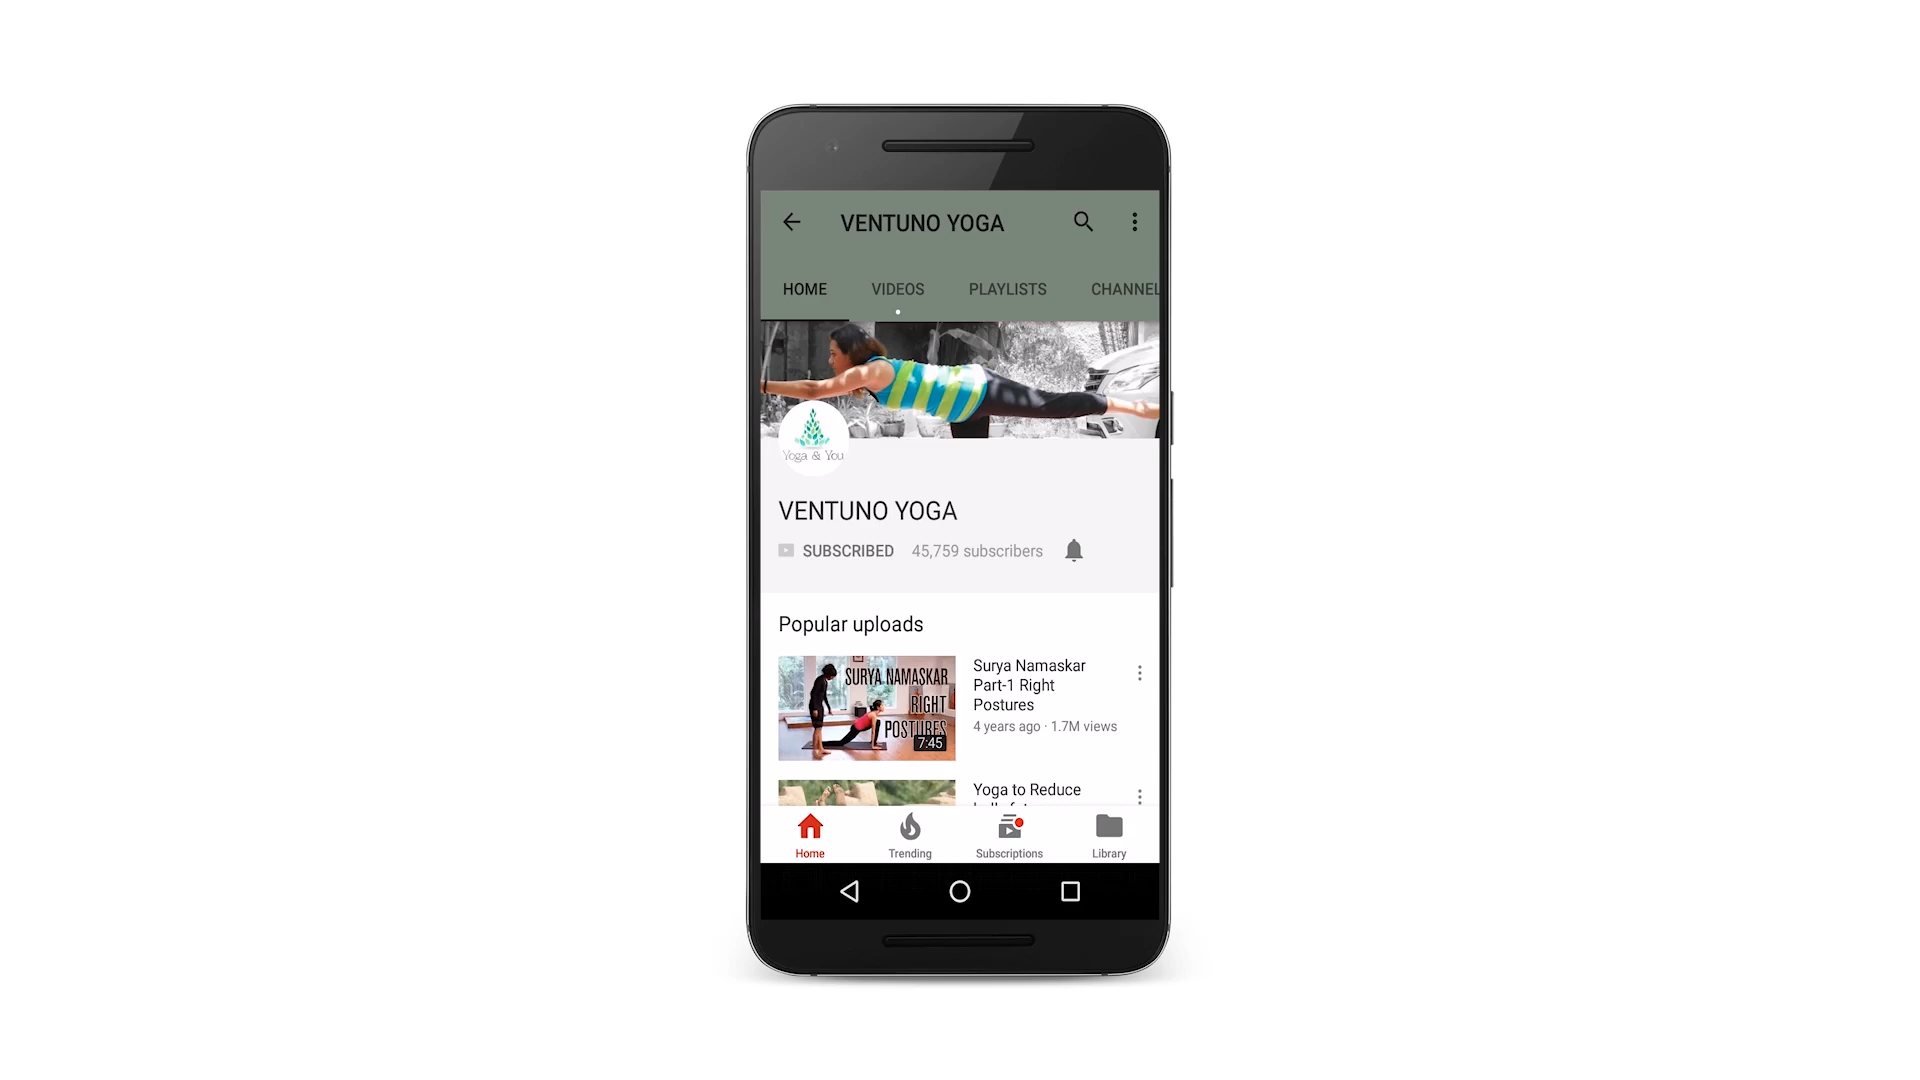 VENTUNO YOGA
HOME VIDEOS PLAYLISTS CHANNEL
Yoga & You
VENTUNO YOGA
SUBSCRIBED 45,759 subscribers
Popular uploads
SURYA NAMASKAR
RIGHT
POSTURES
7:45
Surya Namaskar
Part-1 Right
Postures
4 years ago · 1.7M views
Yoga to Reduce
Home Trending Subscriptions Library